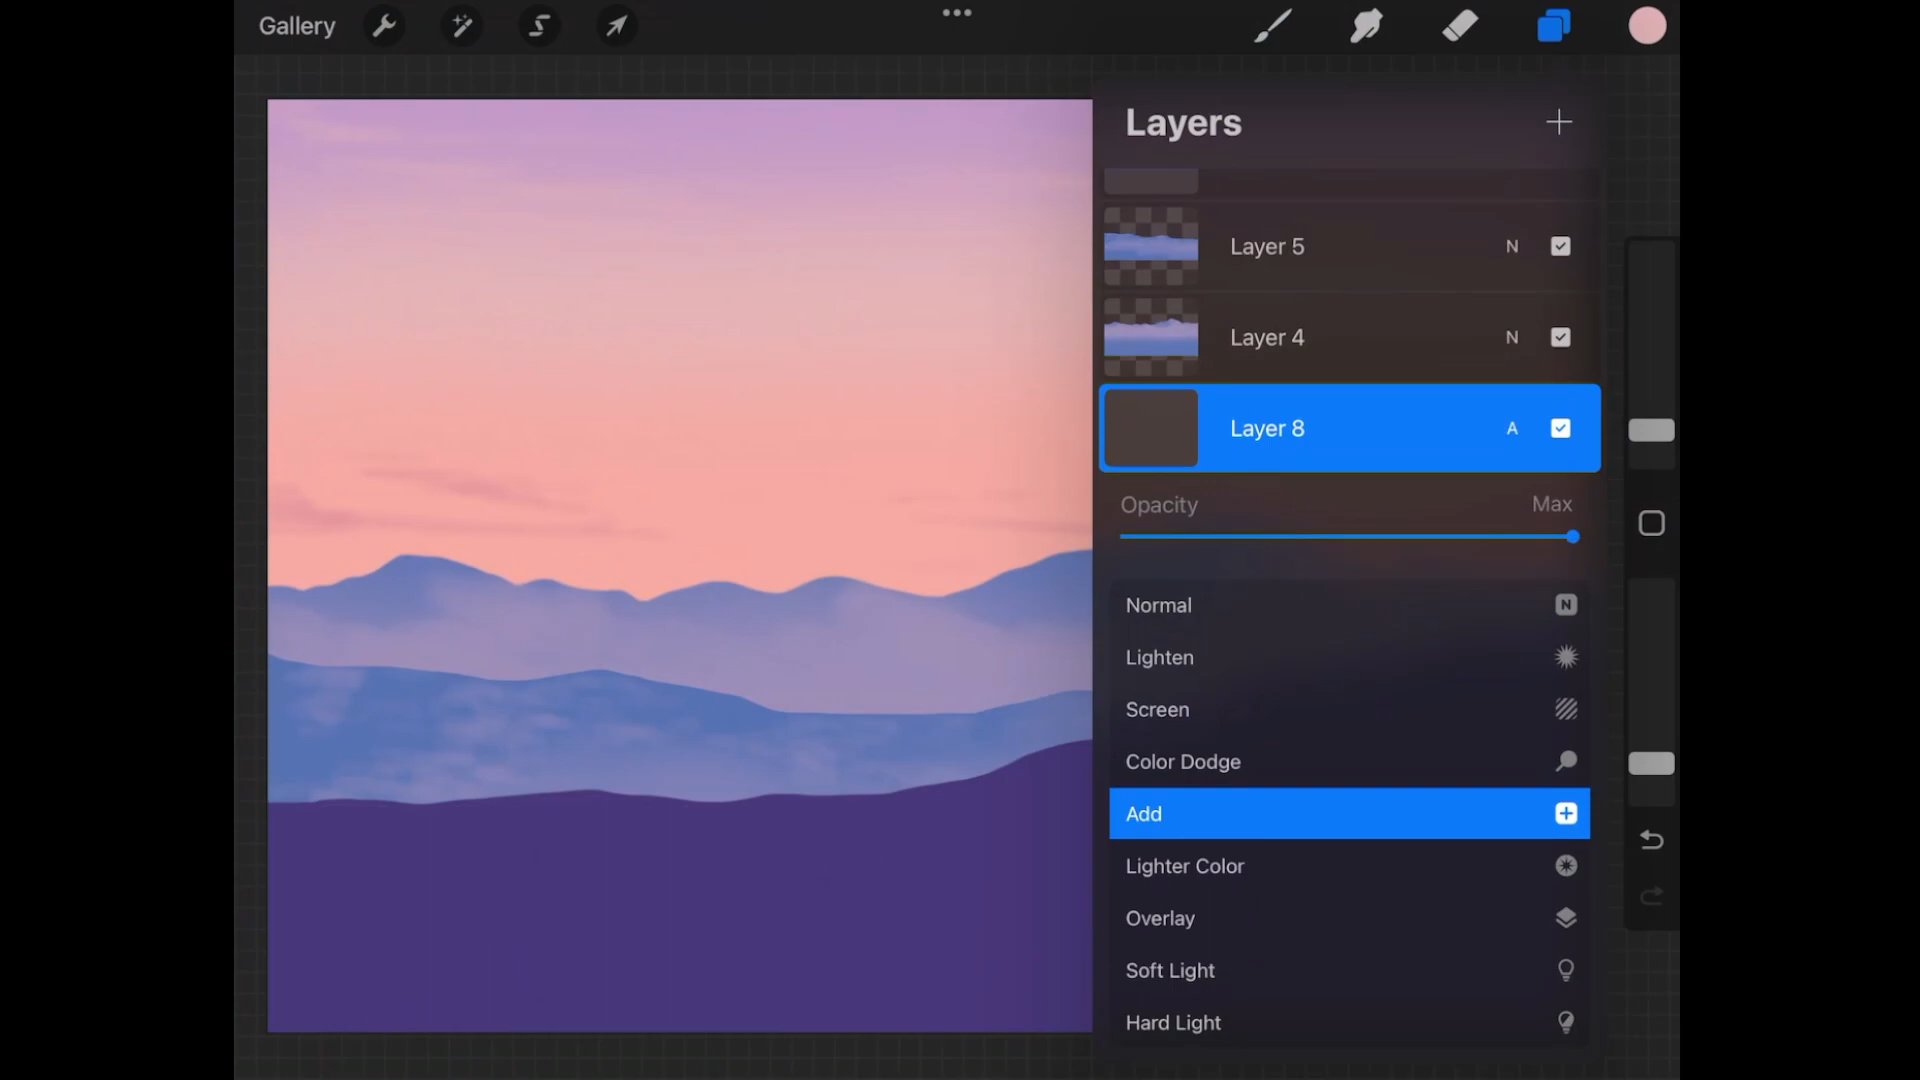 Gallery
Layers
Layer 5 N
Layer 4 N
Layer 8 A
Opacity Max
Normal N
Lighten
Screen
Color Dodge
Add
Lighter Color
Overlay
Soft Light
Hard Light